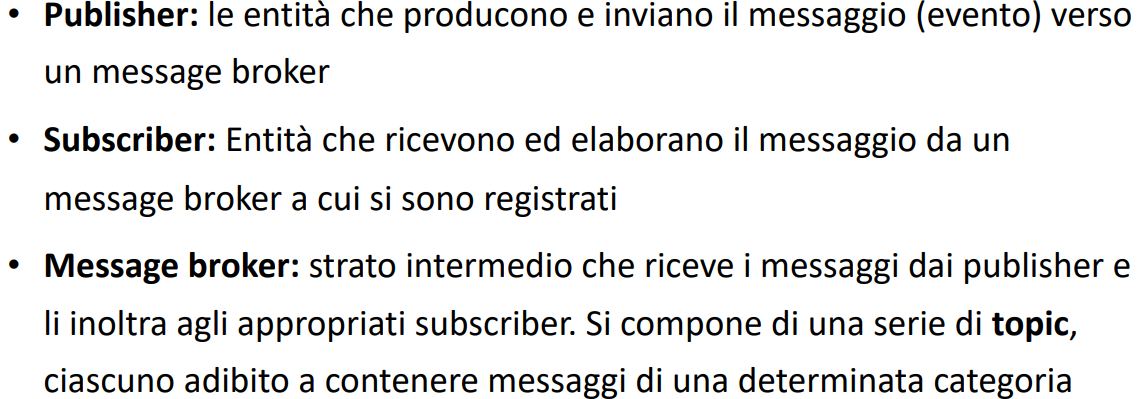 • Publisher: le entità che producono e inviano il messaggio (evento) verso
un message broker
• Subscriber: Entità che ricevono ed elaborano il messaggio da un
message broker a cui si sono registrati
• Message broker: strato intermedio che riceve i messaggi dai publisher e
li inoltra agli appropriati subscriber. Si compone di una serie di topic,
ciascuno adibito a contenere messaggi di una determinata categoria